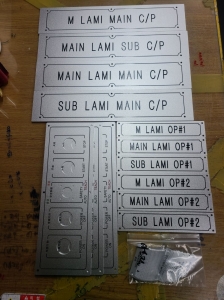 M LAMI MAIN C/P
MAIN LAMI SUB C/P
MAIN LAMI MAIN C/P
SUB LAMI MAIN C/P
M LAMI OP#1
MAIN LAMI OP#1
SUB LAMI OP#1
M LAMI OP#2
MAIN LAMI OP#2
SUB LAMI OP#2